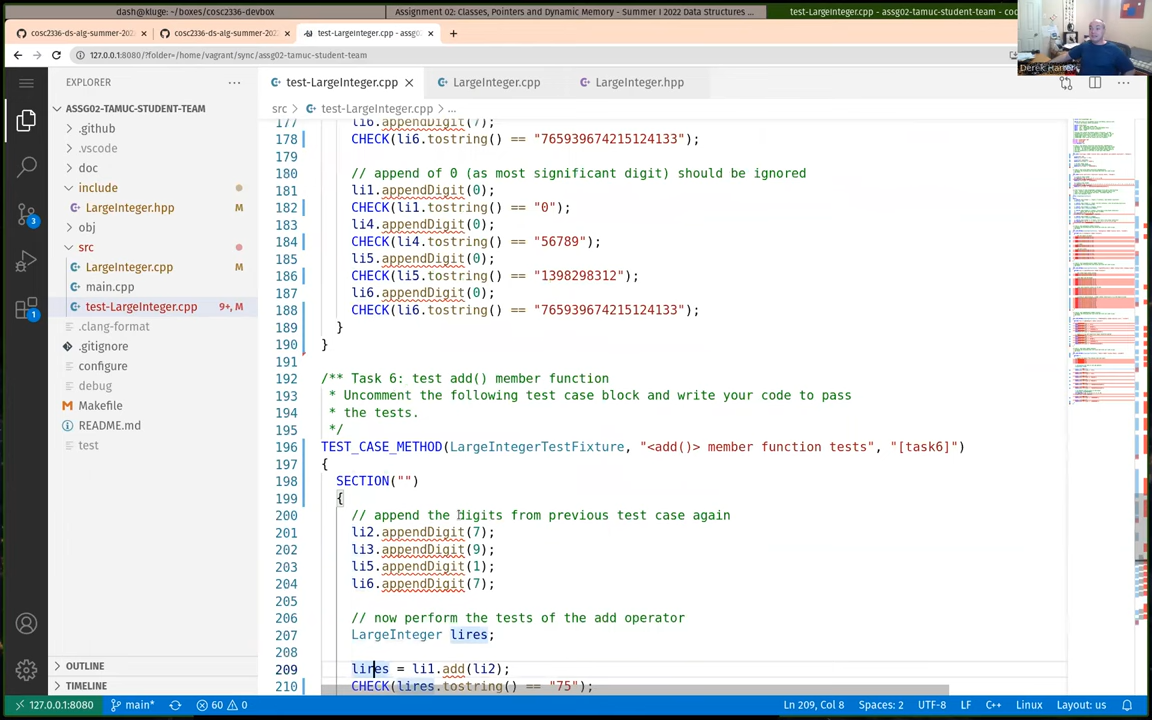 dash@kluge: ~/boxes/cosc2336-devbox
Assignment 02: Classes, Pointers and Dynamic Memory - Summer I 2022 Data Structures ...
test-LargeInteger.cpp - assg02-tamuc-student-team - cod
cosc2336-ds-alg-summer-202
cosc2336-ds-alg-summer-202
test-LargeInteger.cpp - assg
127.0.0.1:8080/?folder=/home/vagrant/sync/assg02-tamuc-student-team
EXPLORER
test-LargeInteger.cpp
LargeInteger.cpp
LargeInteger.hpp
ASSG02-TAMUC-STUDENT-TEAM
src > test-LargeInteger.cpp > ...
.github
.vscode
doc
include
LargeInteger.hpp M
obj
src
LargeInteger.cpp M
main.cpp
test-LargeInteger.cpp 9+, M
.clang-format
.gitignore
configure
debug
Makefile
README.md
test
OUTLINE
TIMELINE
3
1
177 li6.appendDigit(7);
178 CHECK(li6.tostring() == "765939674215124133");
179
180 // append of 0 (as most significant digit) should be ignored
181 li1.appendDigit(0);
182 CHECK(li1.tostring() == "0");
183 li4.appendDigit(0);
184 CHECK(li4.tostring() == "56789");
185 li5.appendDigit(0);
186 CHECK(li5.tostring() == "1398298312");
187 li6.appendDigit(0);
188 CHECK(li6.tostring() == "765939674215124133");
189 }
190 }
191
192 /** Task 6: test add() member function
193 * Uncomment the following test case block and write your code to pass
194 * the tests.
195 */
196 TEST_CASE_METHOD(LargeIntegerTestFixture, "<add()> member function tests", "[task6]")
197 {
198 SECTION("")
199 {
200 // append the digits from previous test case again
201 li2.appendDigit(7);
202 li3.appendDigit(9);
203 li5.appendDigit(1);
204 li6.appendDigit(7);
205
206 // now perform the tests of the add operator
207 LargeInteger lires;
208
209 lires = li1.add(li2);
210 CHECK(lires.tostring() == "75");
127.0.0.1:8080 main* 60 0 Ln 209, Col 8 Spaces: 2 UTF-8 LF C++ Linux Layout: us